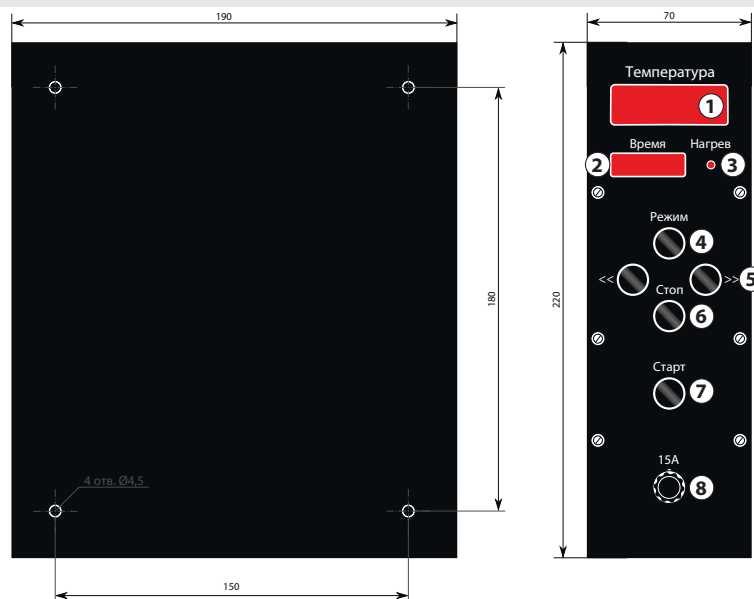 190
70
Температура
1
Время
Нагрев
2
3
Режим
4
<<
>>
5
Стоп
6
180
220
Старт
7
4 отв. Ø4,5
15А
8
150